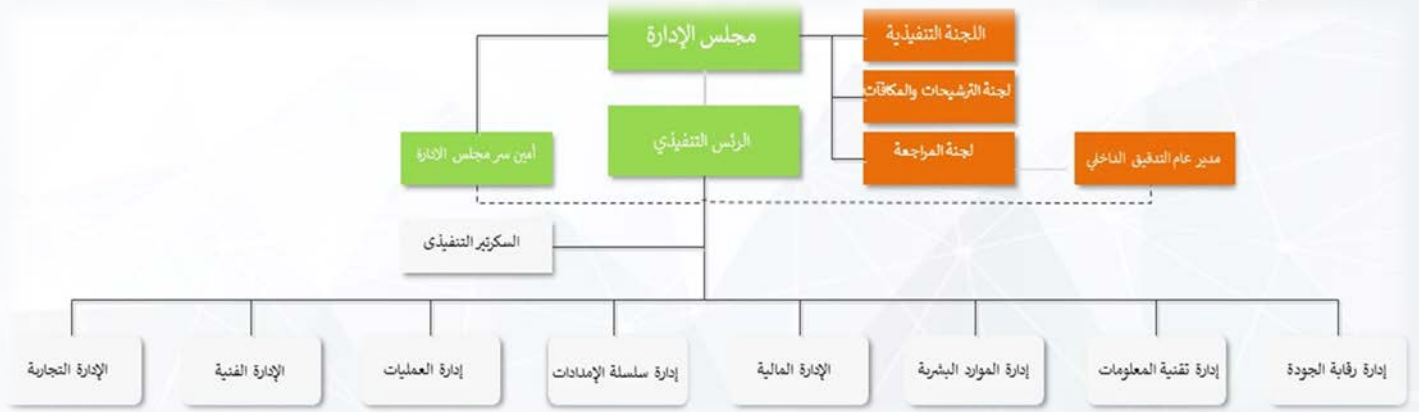 مجلس الإدارة
اللجنة التنفيذية
لجنة الترشيحات والمكافآت
لجنة المراجعة
مدير عام التدقيق الداخلي
الرئس التنفيذي
أمين سر مجلس الادارة
السكرتير التنفيذى
إدارة رقابة الجودة
إدارة تقنية المعلومات
إدارة الموارد البشرية
الإدارة المالية
إدارة سلسلة الإمدادات
إدارة العمليات
الإدارة الفنية
الإدارة التجارية